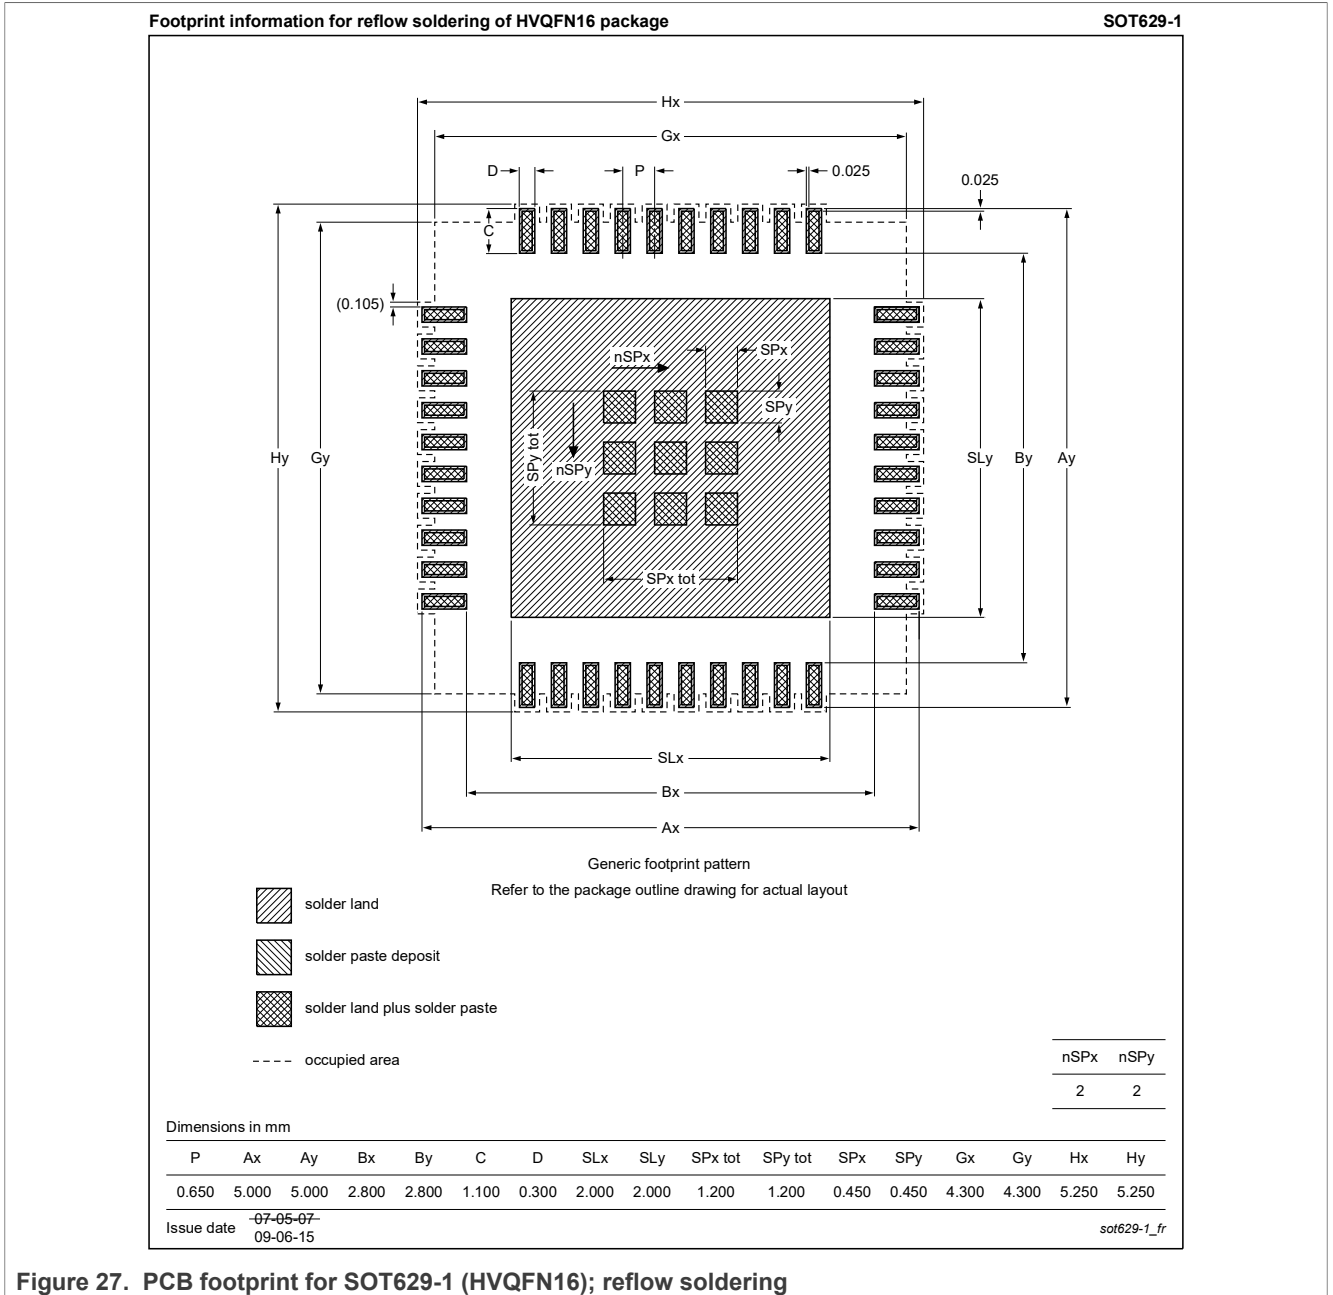 Footprint information for reflow soldering of HVQFN16 package SOT629-1
Hx
Gx
D P 0.025
0.025
C
(0.105)
nSPx SPx
SPy
SPy tot
nSPy
Hy Gy SLy By Ay
SPx tot
SLx
Bx
Ax
Generic footprint pattern
Refer to the package outline drawing for actual layout
solder land
solder paste deposit
solder land plus solder paste
occupied area
nSPx nSPy
2 2
Dimensions in mm
P Ax Ay Bx By C D SLx SLy SPx tot SPy tot SPx SPy Gx Gy Hx Hy
0.650 5.000 5.000 2.800 2.800 1.100 0.300 2.000 2.000 1.200 1.200 0.450 0.450 4.300 4.300 5.250 5.250
Issue date 07-05-07
09-06-15
sot629-1_fr
Figure 27. PCB footprint for SOT629-1 (HVQFN16); reflow soldering